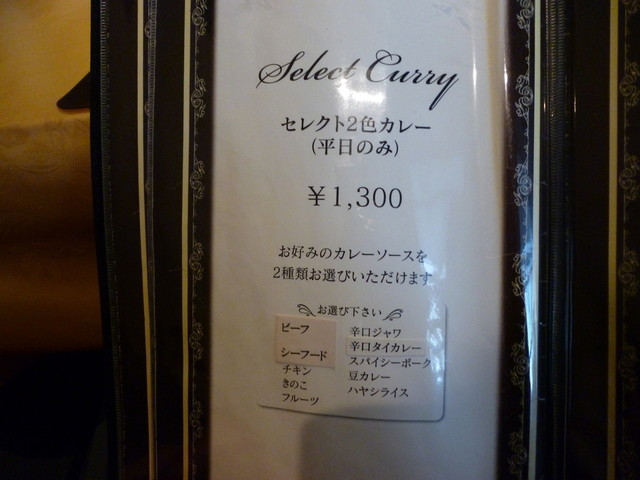 Select Curry
セレクト2色カレー
(平日のみ)
￥1,300
お好みのカレーソースを
2種類お選びいただけます
お選び下さい
ビーフ
シーフード
チキン
きのこ
フルーツ
辛口ジャワ
辛口タイカレー
スパイシーポーク
豆カレー
ハヤシライス